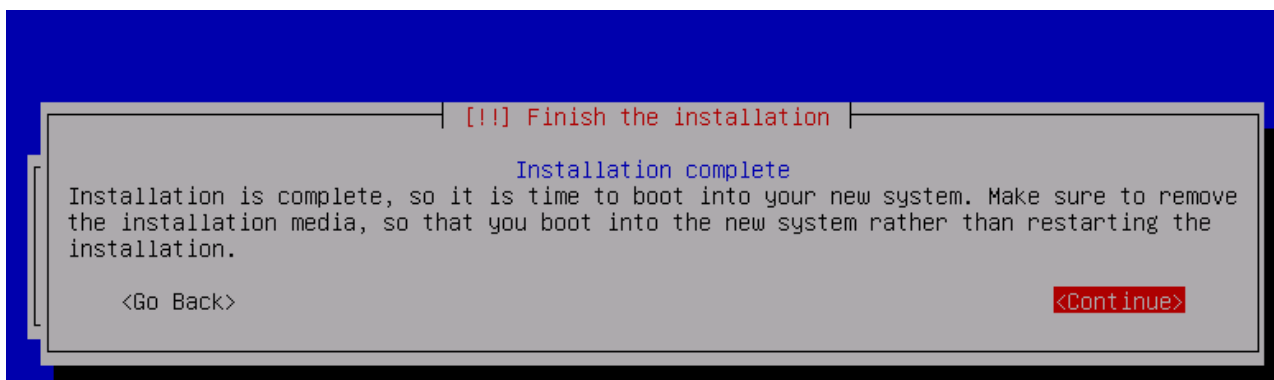 [!!] Finish the installation
Installation complete
Installation is complete, so it is time to boot into your new system. Make sure to remove
the installation media, so that you boot into the new system rather than restarting the
installation.
<Go Back> <Continue>